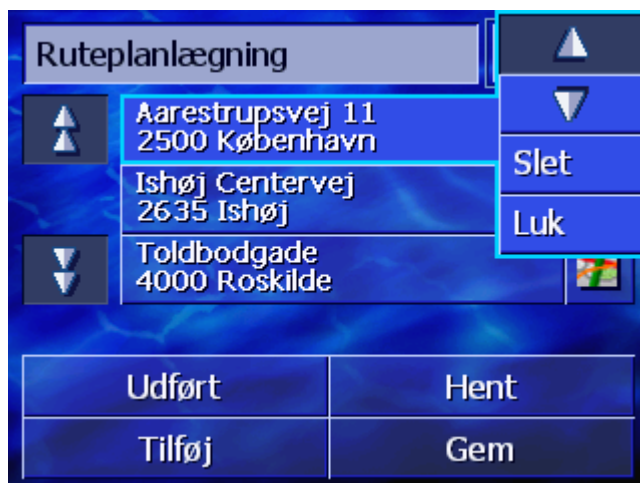 Ruteplanlægning
Aarestrupsvej 11
2500 København
Ishøj Centervej
2635 Ishøj
Toldbodgade
4000 Roskilde
Slet
Luk
Udført
Hent
Tilføj
Gem